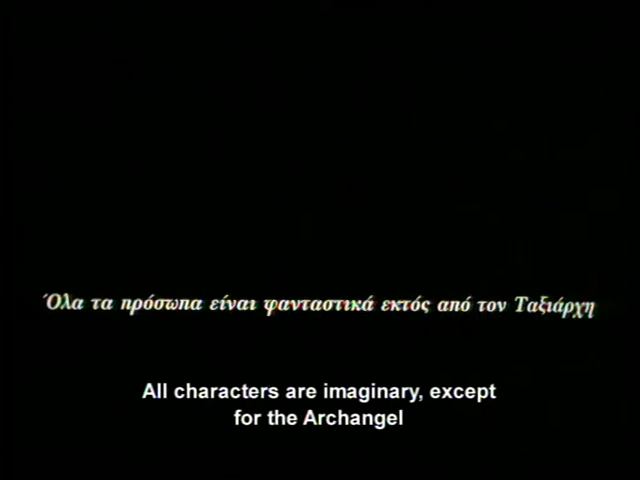 Όλα τα πρόσωπα είναι φανταστικά εκτός από τον Ταξιάρχη
All characters are imaginary, except
for the Archangel